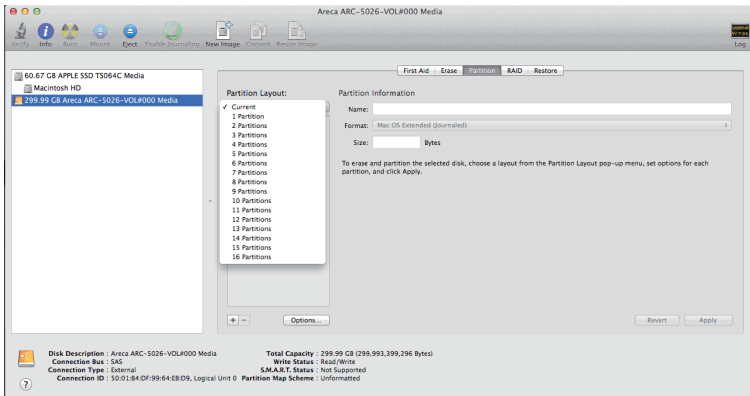 Areca ARC-5026-VOL#000 Media
Verify Info Burn Mount Eject Enable Journaling New Image Convert Resize Image Log
First Aid Erase Partition RAID Restore
60.67 GB APPLE SSD TS064C Media
Macintosh HD
299.99 GB Areca ARC-5026-VOL#000 Media
Partition Layout:
✓ Current
1 Partition
2 Partitions
3 Partitions
4 Partitions
5 Partitions
6 Partitions
7 Partitions
8 Partitions
9 Partitions
10 Partitions
11 Partitions
12 Partitions
13 Partitions
14 Partitions
15 Partitions
16 Partitions
+ − Options...
Partition Information
Name:
Format: Mac OS Extended (Journaled)
Size: Bytes
To erase and partition the selected disk, choose a layout from the Partition Layout pop-up menu, set options for each
partition, and click Apply.
Revert Apply
Disk Description : Areca ARC-5026-VOL#000 Media
Connection Bus : SAS
Connection Type : External
Connection ID : 50:01:B4:DF:99:64:EB:D9, Logical Unit 0
Total Capacity : 299.99 GB (299,993,399,296 Bytes)
Write Status : Read/Write
S.M.A.R.T. Status : Not Supported
Partition Map Scheme : Unformatted
?